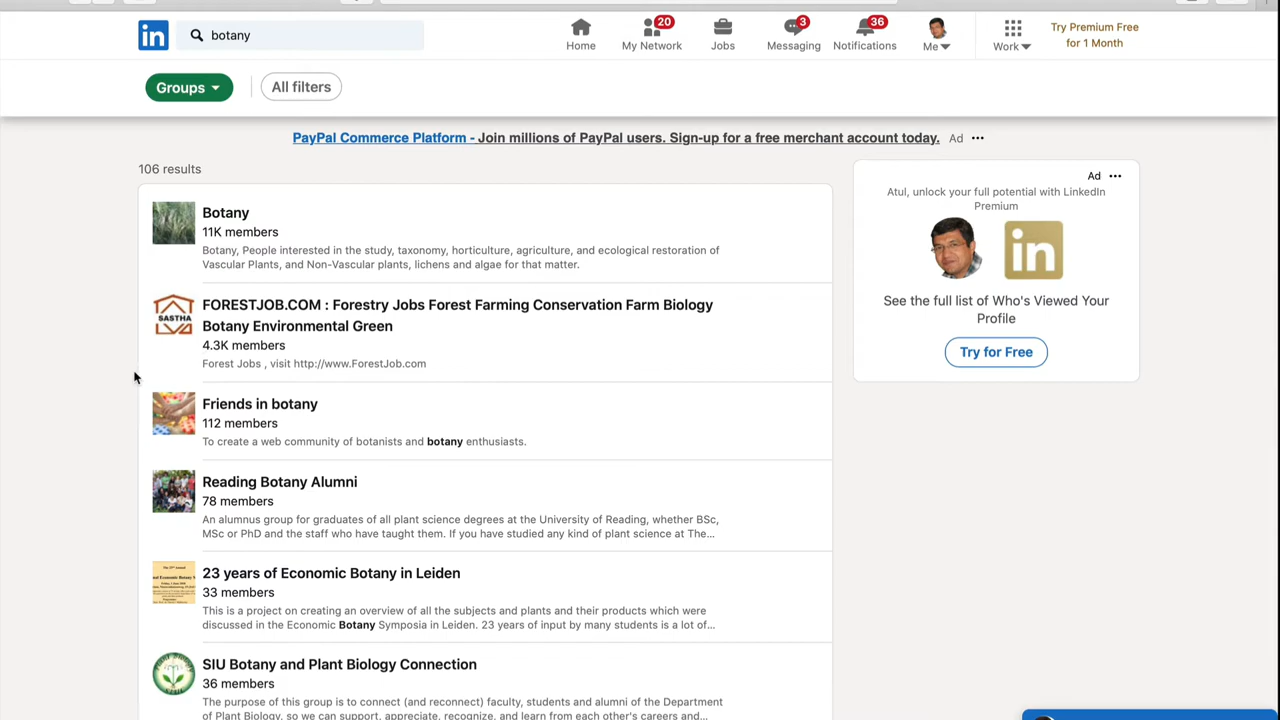 in
botany
Home
20
My Network
Jobs
3
Messaging
36
Notifications
Me
Work
Try Premium Free
for 1 Month
Groups
All filters
PayPal Commerce Platform - Join millions of PayPal users. Sign-up for a free merchant account today.
Ad
106 results
Botany
11K members
Botany, People interested in the study, taxonomy, horticulture, agriculture, and ecological restoration of
Vascular Plants, and Non-Vascular plants, lichens and algae for that matter.
SASTHA
FORESTJOB.COM : Forestry Jobs Forest Farming Conservation Farm Biology
Botany Environmental Green
4.3K members
Forest Jobs , visit http://www.ForestJob.com
Friends in botany
112 members
To create a web community of botanists and botany enthusiasts.
Reading Botany Alumni
78 members
An alumnus group for graduates of all plant science degrees at the University of Reading, whether BSc,
MSc or PhD and the staff who have taught them. If you have studied any kind of plant science at The...
23 years of Economic Botany in Leiden
33 members
This is a project on creating an overview of all the subjects and plants and their products which were
discussed in the Economic Botany Symposia in Leiden. 23 years of input by many students is a lot of...
SIU Botany and Plant Biology Connection
36 members
The purpose of this group is to connect (and reconnect) faculty, students and alumni of the Department
of Plant Biology, so we can support, appreciate, recognize, and learn from each other's careers and...
Ad
Atul, unlock your full potential with LinkedIn
Premium
in
See the full list of Who's Viewed Your
Profile
Try for Free